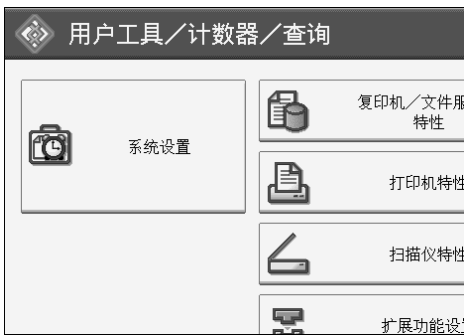 用户工具／计数器／查询
系统设置
复印机／文件服
特性
打印机特性
扫描仪特性
扩展功能设